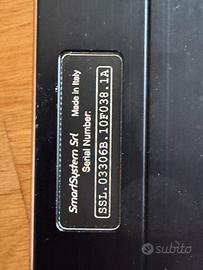 SmartSystem Srl
Made in Italy
Serial Number:
SSL.03306B.10F038.1A
subito